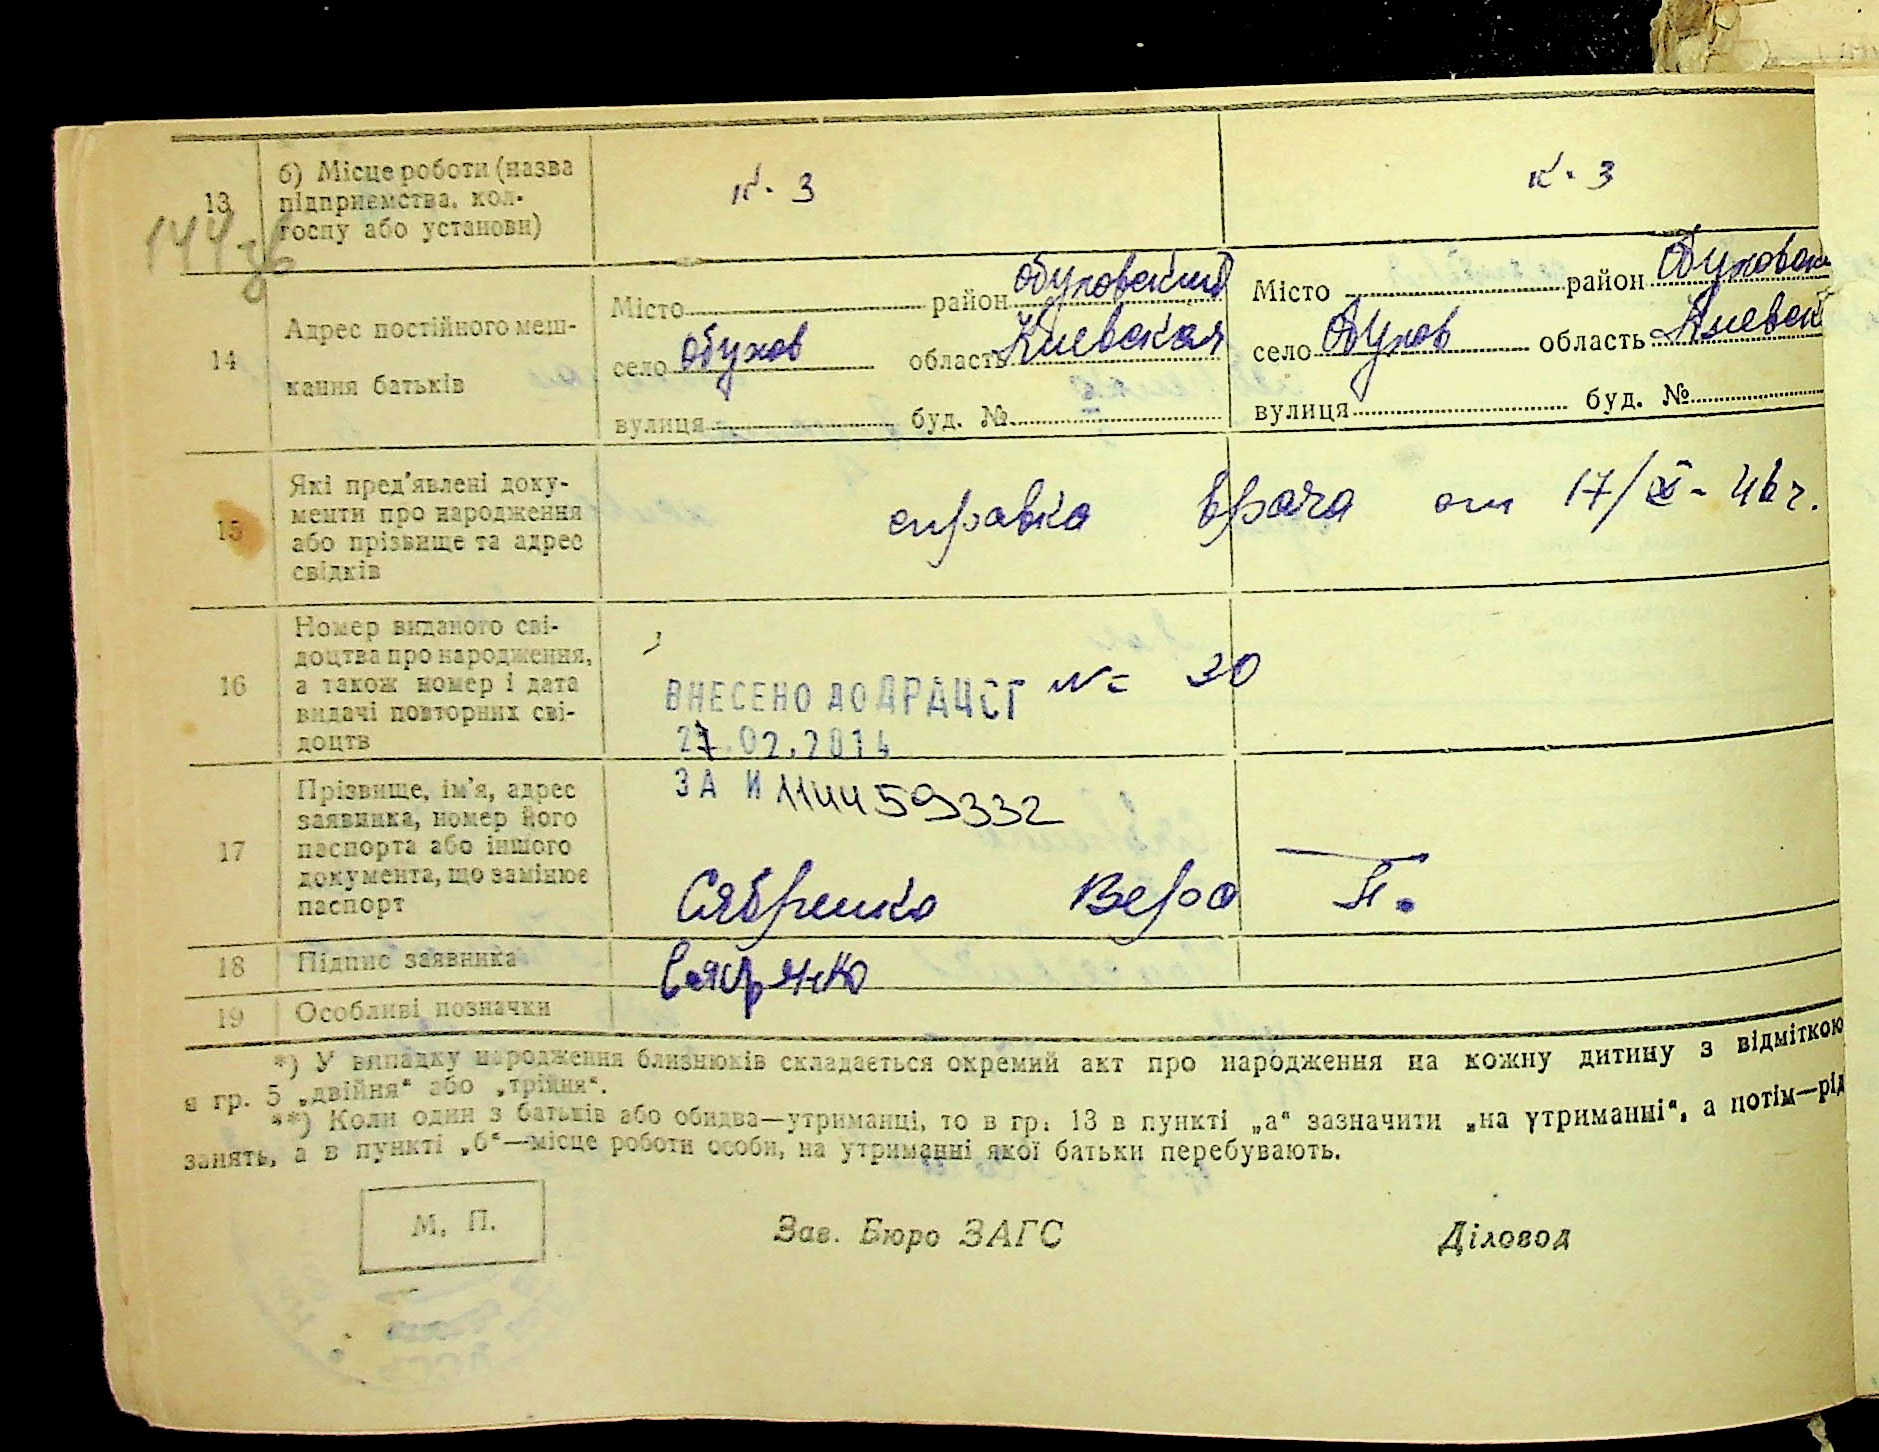 144зв
13 б) Місце роботи (назва підприємства, колгоспу або установи)
к-з
к-з
14 Адрес постійного мешкання батьків
Місто район Обуховский
село Обухов область Киевская
вулиця буд. №
Місто район Обуховски
село Обухов область Киевск
вулиця буд. №
15 Які пред'явлені документи про народження або прізвище та адрес свідків
справка врача от 17/XI-46 г.
16 Номер виданого свідоцтва про народження, а також номер і дата видачі повторних свідоцтв
№ 30
ВНЕСЕНО ДО ДРАЦСГ
27.02.2014
ЗА И 114459332
17 Прізвище, ім'я, адрес заявника, номер його паспорта або іншого документа, що замінює паспорт
Сябренко Вера П.
18 Підпис заявника
19 Особливі позначки
*) У випадку народження близнюків складається окремий акт про народження на кожну дитину з відміткою
в гр. 5 „двійня“ або „трійня“.
**) Коли один з батьків або обидва—утриманці, то в гр. 13 в пункті „а“ зазначити „на утриманні“, а потім—рід
занять, а в пункті „б“—місце роботи особи, на утриманні якої батьки перебувають.
М. П.
Зав. Бюро ЗАГС
Діловод